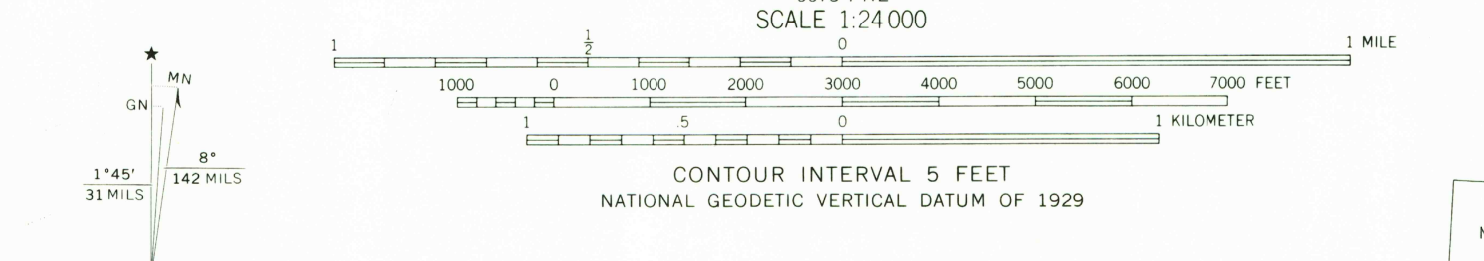 SCALE 1:24 000
1 1/2 0 1 MILE
1000 0 1000 2000 3000 4000 5000 6000 7000 FEET
1 .5 0 1 KILOMETER
CONTOUR INTERVAL 5 FEET
NATIONAL GEODETIC VERTICAL DATUM OF 1929
★
MN
GN
1°45′
31 MILS
8°
142 MILS